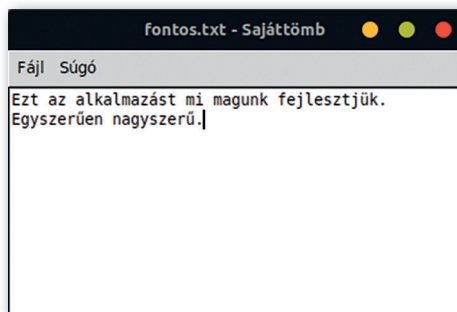 fontos.txt - Sajáttömb
Fájl Súgó
Ezt az alkalmazást mi magunk fejlesztjük.
Egyszerűen nagyszerű.